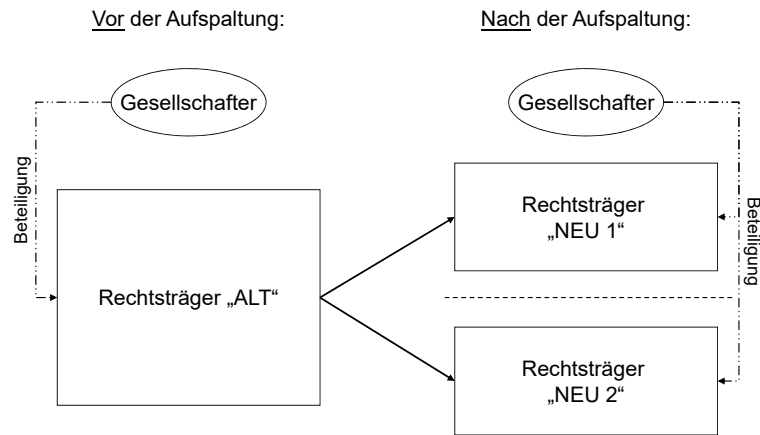 Vor der Aufspaltung:
Nach der Aufspaltung:
Gesellschafter
Gesellschafter
Beteiligung
Rechtsträger „ALT“
Rechtsträger
„NEU 1“
Beteiligung
Rechtsträger
„NEU 2“